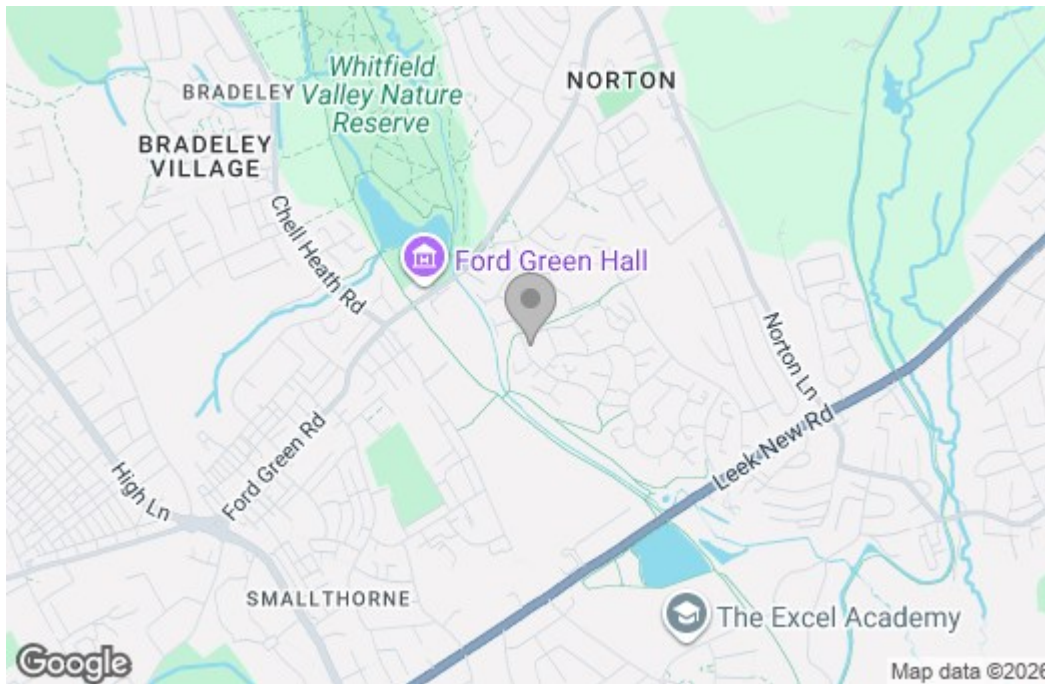 Whitfield
Valley Nature
Reserve
NORTON
BRADELEY
BRADELEY
VILLAGE
Chell Heath Rd
Ford Green Hall
Norton Ln
Leek New Rd
High Ln
Ford Green Rd
SMALLTHORNE
The Excel Academy
Google
Map data ©2026